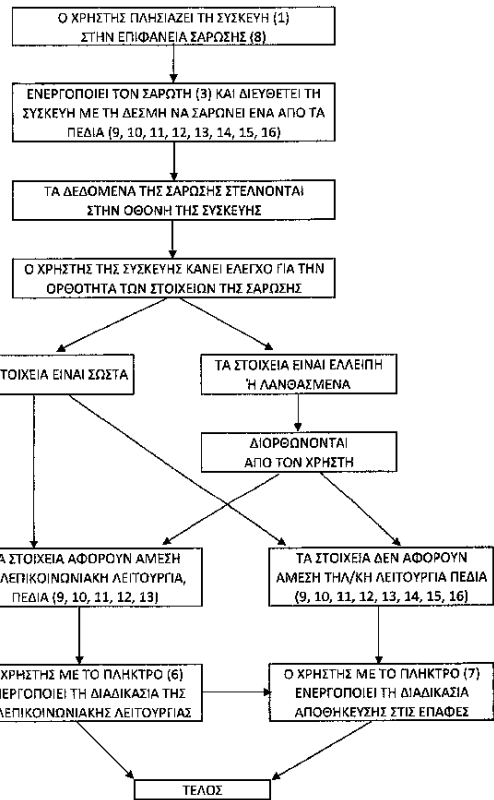 Ο ΧΡΗΣΤΗΣ ΠΛΗΣΙΑΖΕΙ ΤΗ ΣΥΣΚΕΥΗ (1)
ΣΤΗΝ ΕΠΙΦΑΝΕΙΑ ΣΑΡΩΣΗΣ (8)
ΕΝΕΡΓΟΠΟΙΕΙ ΤΟΝ ΣΑΡΩΤΗ (3) ΚΑΙ ΔΙΕΥΘΕΤΕΙ ΤΗ
ΣΥΣΚΕΥΗ ΜΕ ΤΗ ΔΕΣΜΗ ΝΑ ΣΑΡΩΝΕΙ ΕΝΑ ΑΠΟ ΤΑ
ΠΕΔΙΑ (9, 10, 11, 12, 13, 14, 15, 16)
ΤΑ ΔΕΔΟΜΕΝΑ ΤΗΣ ΣΑΡΩΣΗΣ ΣΤΕΛΝΟΝΤΑΙ
ΣΤΗΝ ΟΘΟΝΗ ΤΗΣ ΣΥΣΚΕΥΗΣ
Ο ΧΡΗΣΤΗΣ ΤΗΣ ΣΥΣΚΕΥΗΣ ΚΑΝΕΙ ΕΛΕΓΧΟ ΓΙΑ ΤΗΝ
ΟΡΘΟΤΗΤΑ ΤΩΝ ΣΤΟΙΧΕΙΩΝ ΤΗΣ ΣΑΡΩΣΗΣ
ΤΟΙΧΕΙΑ ΕΙΝΑΙ ΣΩΣΤΑ
ΤΑ ΣΤΟΙΧΕΙΑ ΕΙΝΑΙ ΕΛΛΕΙΠΗ
Ή ΛΑΝΘΑΣΜΕΝΑ
ΔΙΟΡΘΩΝΟΝΤΑΙ
ΑΠΟ ΤΟΝ ΧΡΗΣΤΗ
Α ΣΤΟΙΧΕΙΑ ΑΦΟΡΟΥΝ ΑΜΕΣΗ
ΛΕΠΙΚΟΙΝΩΝΙΑΚΗ ΛΕΙΤΟΥΡΓΙΑ,
ΠΕΔΙΑ (9, 10, 11, 12, 13)
ΤΑ ΣΤΟΙΧΕΙΑ ΔΕΝ ΑΦΟΡΟΥΝ
ΑΜΕΣΗ ΤΗΛ/ΚΗ ΛΕΙΤΟΥΡΓΙΑ ΠΕΔΙΑ
(9, 10, 11, 12, 13, 14, 15, 16)
ΧΡΗΣΤΗΣ ΜΕ ΤΟ ΠΛΗΚΤΡΟ (6)
ΝΕΡΓΟΠΟΙΕΙ ΤΗ ΔΙΑΔΙΚΑΣΙΑ ΤΗΣ
ΛΕΠΙΚΟΙΝΩΝΙΑΚΗΣ ΛΕΙΤΟΥΡΓΙΑΣ
Ο ΧΡΗΣΤΗΣ ΜΕ ΤΟ ΠΛΗΚΤΡΟ (7)
ΕΝΕΡΓΟΠΟΙΕΙ ΤΗ ΔΙΑΔΙΚΑΣΙΑ
ΑΠΟΘΗΚΕΥΣΗΣ ΣΤΙΣ ΕΠΑΦΕΣ
ΤΕΛΟΣ